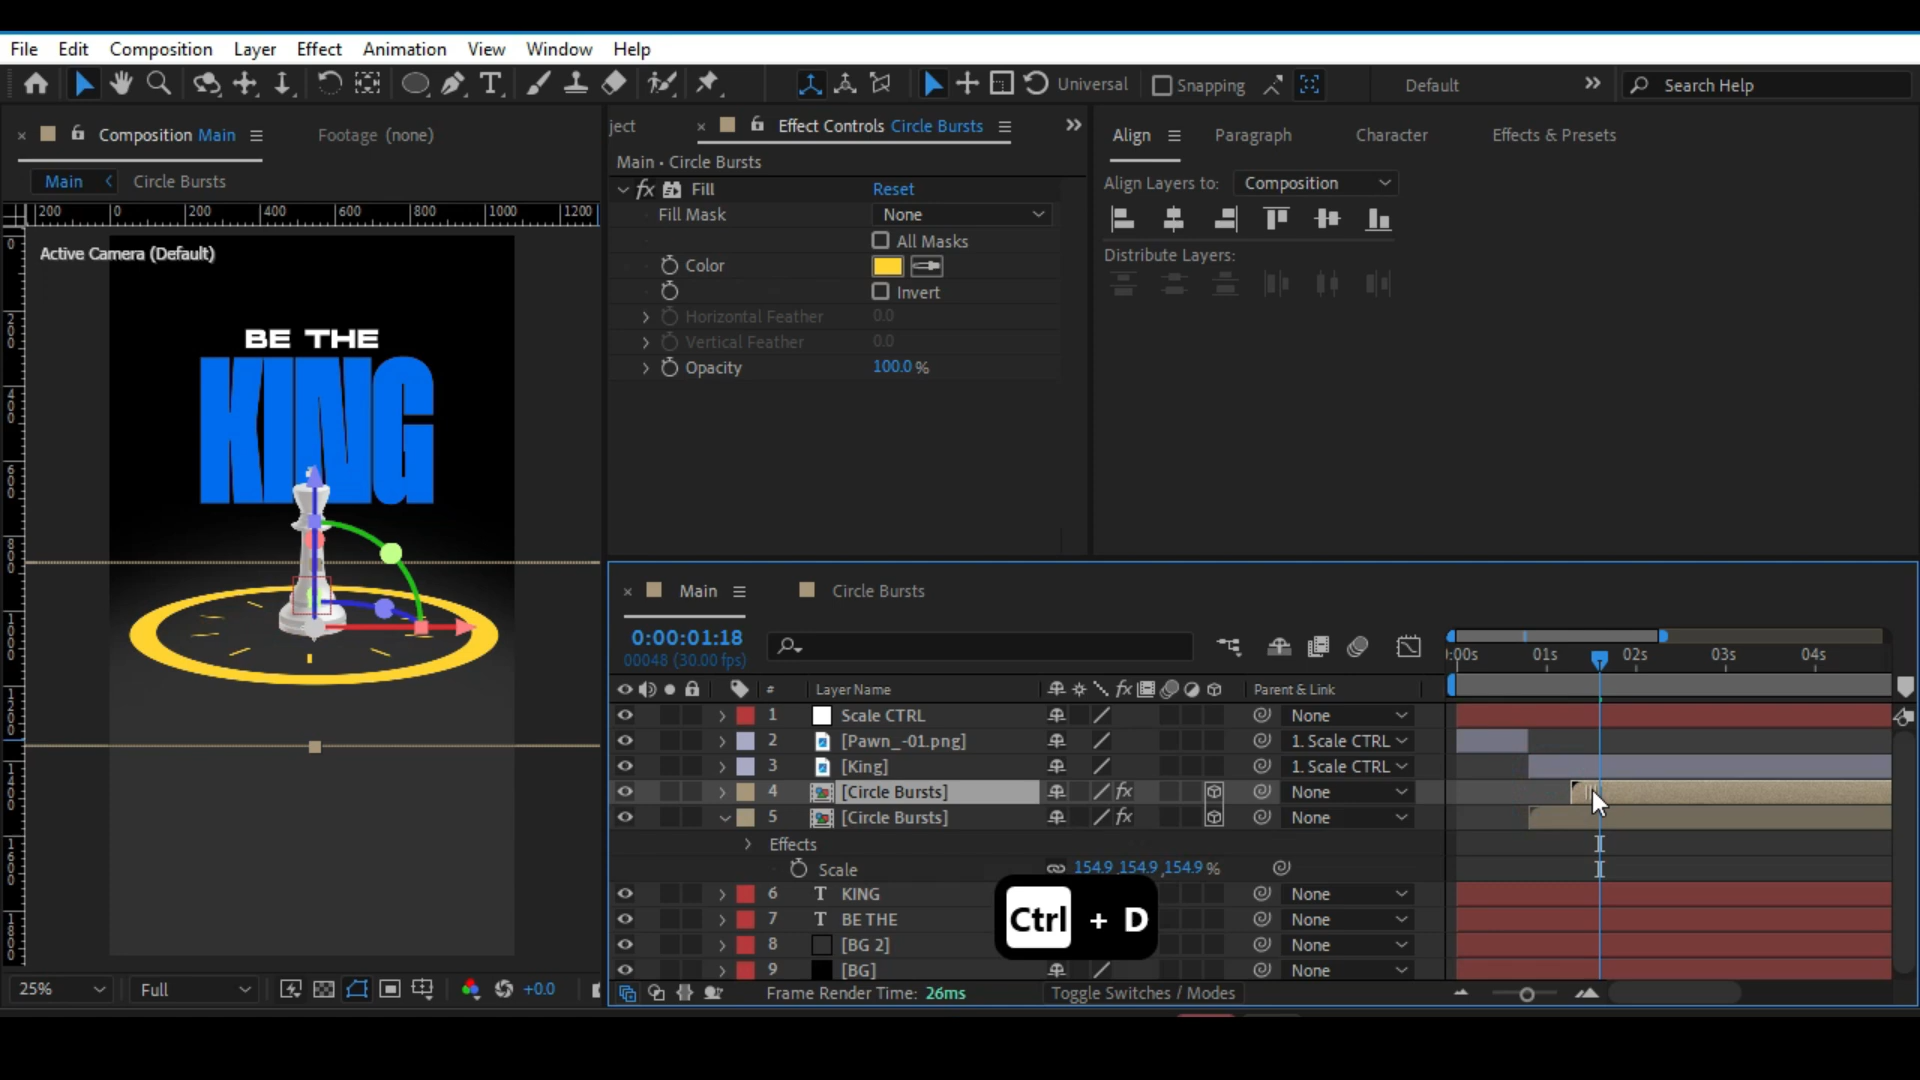 File Edit Composition Layer Effect Animation View Window Help
Universal Snapping Default Search Help
Composition Main Footage (none)
ject Effect Controls Circle Bursts
Align Paragraph Character Effects & Presets
Main Circle Bursts
Main • Circle Bursts
Fill Reset
Fill Mask None
All Masks
Color
Invert
Horizontal Feather 0.0
Vertical Feather 0.0
Opacity 100.0 %
Align Layers to: Composition
Distribute Layers:
200 0 200 400 600 800 1000 1200
Active Camera (Default)
BE THE
KING
Main Circle Bursts
0:00:01:18
00048 (30.00 fps)
:00s 01s 02s 03s 04s
# Layer Name Parent & Link
1 Scale CTRL None
2 [Pawn_-01.png] 1. Scale CTRL
3 [King] 1. Scale CTRL
4 [Circle Bursts] fx None
5 [Circle Bursts] fx None
Effects
Scale 154.9,154.9,154.9 %
6 T KING None
7 T BE THE None
8 [BG 2] None
9 [BG] None
Ctrl + D
25% Full +0.0
Frame Render Time: 26ms Toggle Switches / Modes